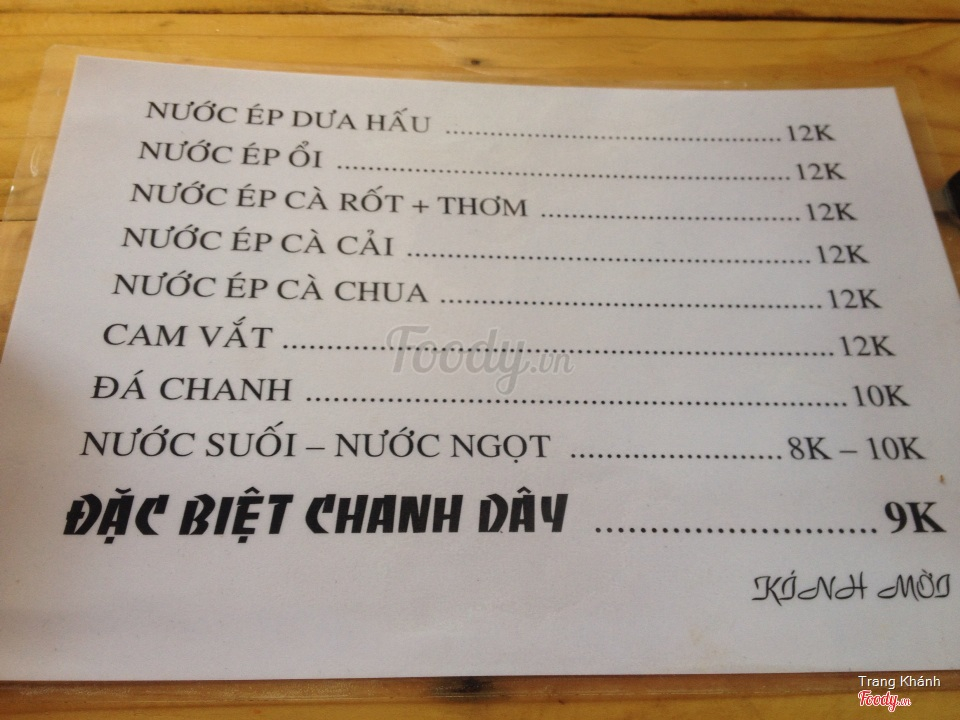 NƯỚC ÉP DƯA HẤU ........................................ 12K
NƯỚC ÉP ỔI ........................................ 12K
NƯỚC ÉP CÀ RỐT + THƠM ........................................ 12K
NƯỚC ÉP CÀ CẢI ........................................ 12K
NƯỚC ÉP CÀ CHUA ........................................ 12K
CAM VẮT ........................................ 12K
Foody.vn
ĐÁ CHANH ........................................ 10K
NƯỚC SUỐI – NƯỚC NGỌT ........................ 8K – 10K
ĐẶC BIỆT CHANH DÂY ........................ 9K
KÍNH MỜI
Trang Khánh
Foody.vn